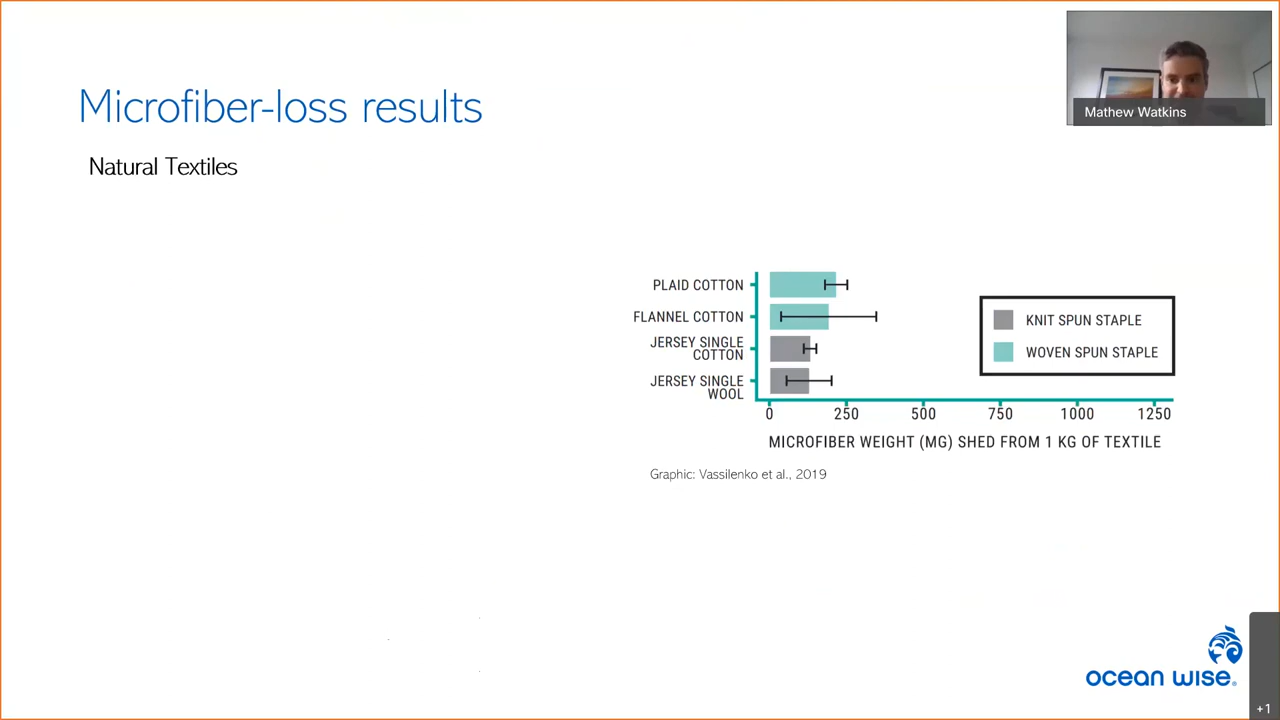 Mathew Watkins
Microfiber-loss results
Natural Textiles
PLAID COTTON
FLANNEL COTTON
JERSEY SINGLE
COTTON
JERSEY SINGLE
WOOL
KNIT SPUN STAPLE
WOVEN SPUN STAPLE
0 250 500 750 1000 1250
MICROFIBER WEIGHT (MG) SHED FROM 1 KG OF TEXTILE
Graphic: Vassilenko et al., 2019
ocean wise.
+1